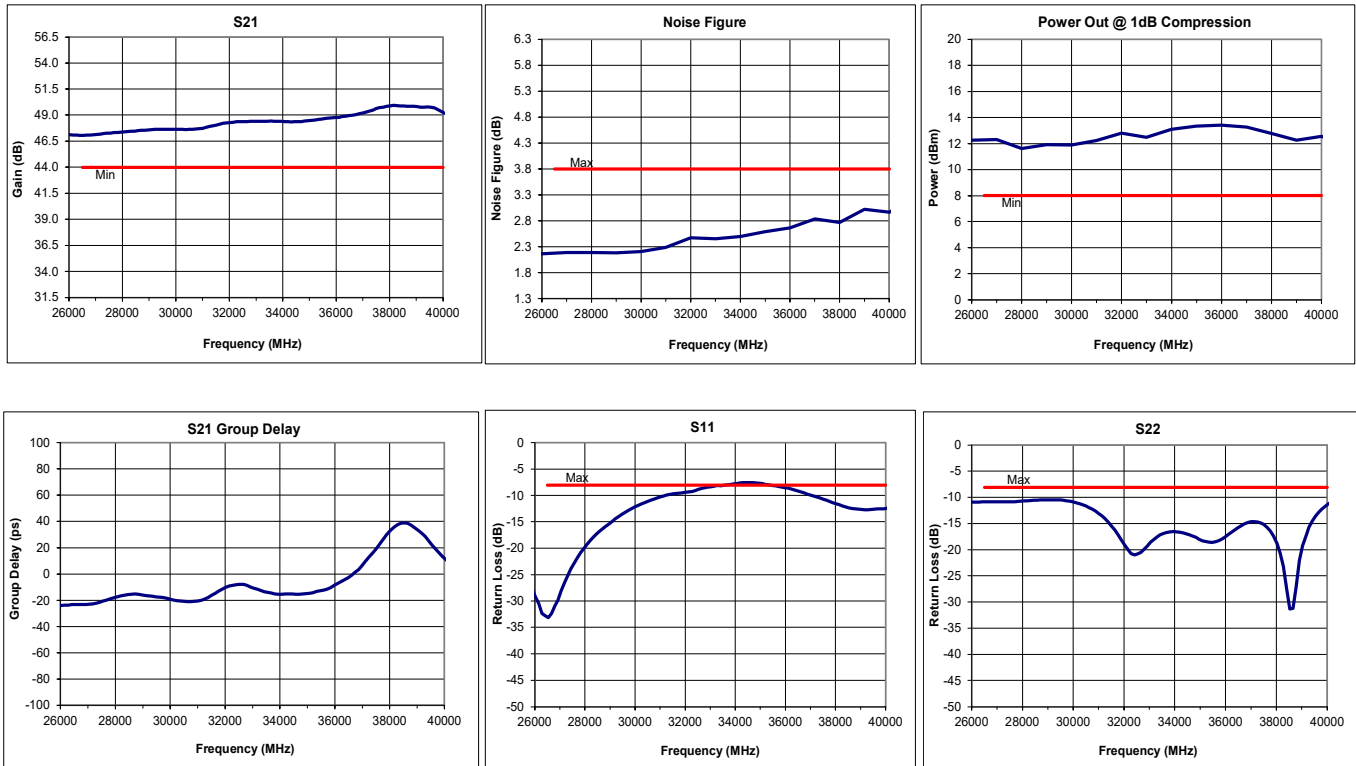 S21
Gain (dB)
56.5
54.0
51.5
49.0
46.5
44.0
41.5
39.0
36.5
34.0
31.5
Min
26000 28000 30000 32000 34000 36000 38000 40000
Frequency (MHz)
Noise Figure
Noise Figure (dB)
6.3
5.8
5.3
4.8
4.3
3.8
3.3
2.8
2.3
1.8
1.3
Max
26000 28000 30000 32000 34000 36000 38000 40000
Frequency (MHz)
Power Out @ 1dB Compression
Power (dBm)
20
18
16
14
12
10
8
6
4
2
0
Min
26000 28000 30000 32000 34000 36000 38000 40000
Frequency (MHz)
S21 Group Delay
Group Delay (ps)
100
80
60
40
20
0
-20
-40
-60
-80
-100
26000 28000 30000 32000 34000 36000 38000 40000
Frequency (MHz)
S11
Return Loss (dB)
0
-5
-10
-15
-20
-25
-30
-35
-40
-45
-50
Max
26000 28000 30000 32000 34000 36000 38000 40000
Frequency (MHz)
S22
Return Loss (dB)
0
-5
-10
-15
-20
-25
-30
-35
-40
-45
-50
Max
26000 28000 30000 32000 34000 36000 38000 40000
Frequency (MHz)